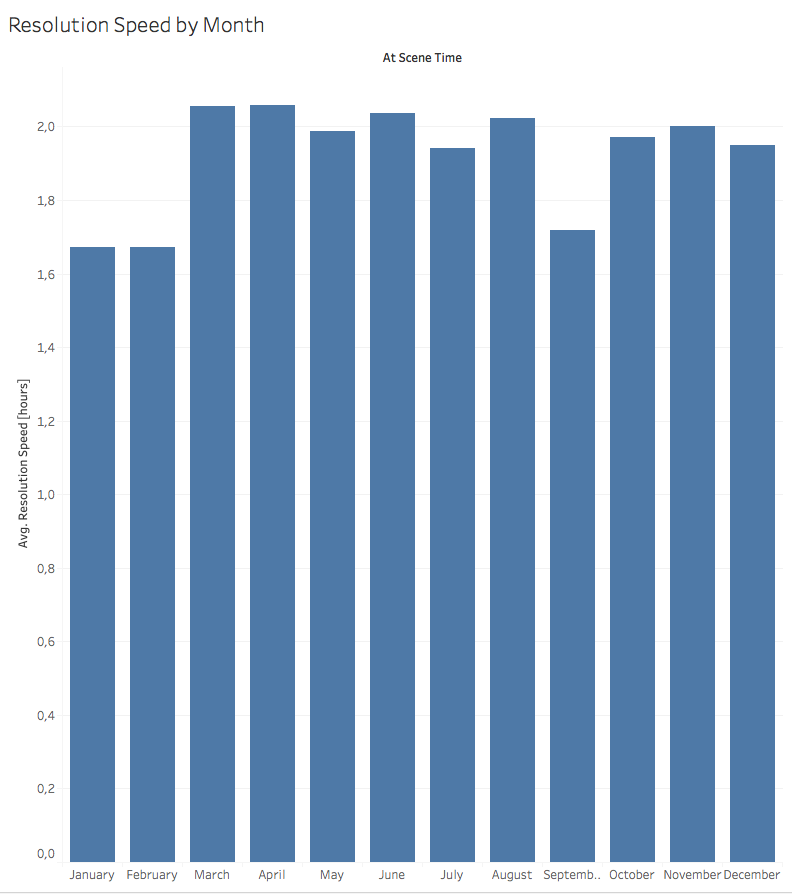 Resolution Speed by Month
At Scene Time
Avg. Resolution Speed [hours]
2,0
1,8
1,6
1,4
1,2
1,0
0,8
0,6
0,4
0,2
0,0
January February March April May June July August Septemb.. October November December